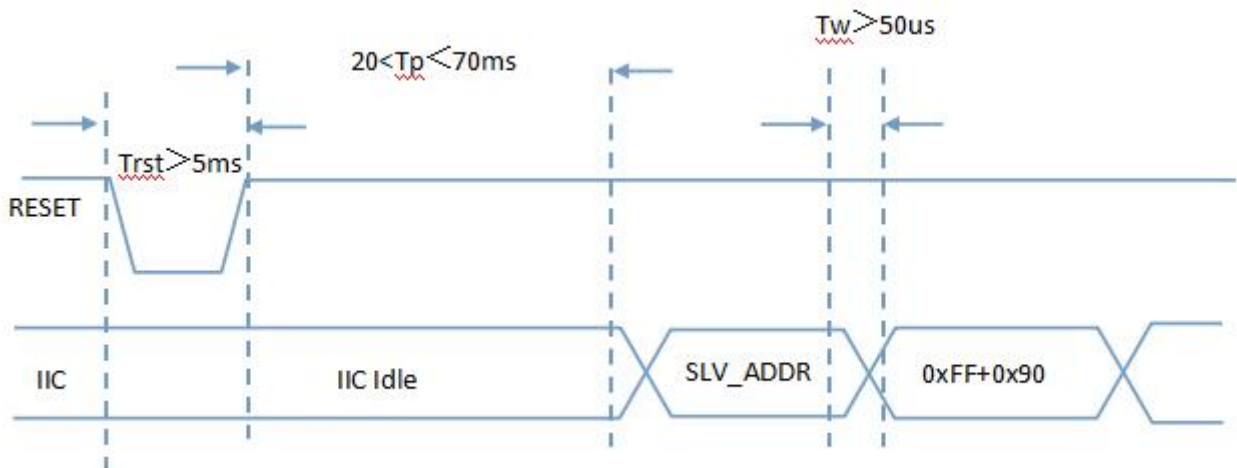 Tw＞50us
20<Tp＜70ms
Trst＞5ms
RESET
IIC
IIC Idle
SLV_ADDR
0xFF+0x90